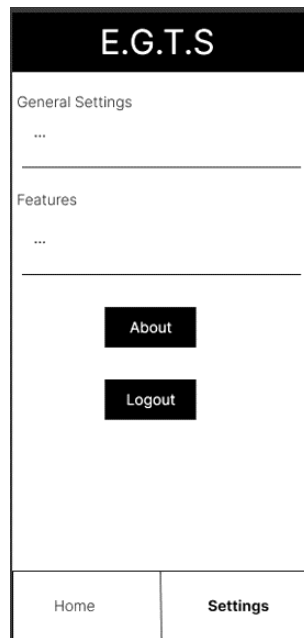 E.G.T.S
General Settings
...
Features
...
About
Logout
Home Settings